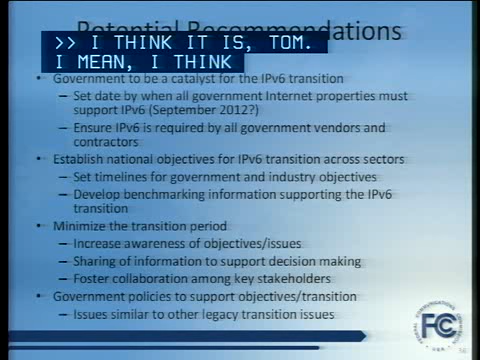 Potential Recommendations
>> I THINK IT IS, TOM.
I MEAN, I THINK
• Government to be a catalyst for the IPv6 transition
– Set date by when all government Internet properties must
support IPv6 (September 2012?)
– Ensure IPv6 is required by all government vendors and
contractors
• Establish national objectives for IPv6 transition across sectors
– Set timelines for government and industry objectives
– Develop benchmarking information supporting the IPv6
transition
• Minimize the transition period
– Increase awareness of objectives/issues
– Sharing of information to support decision making
– Foster collaboration among key stakeholders
• Government policies to support objectives/transition
– Issues similar to other legacy transition issues
FEDERAL COMMUNICATIONS COMMISSION
FCC
USA